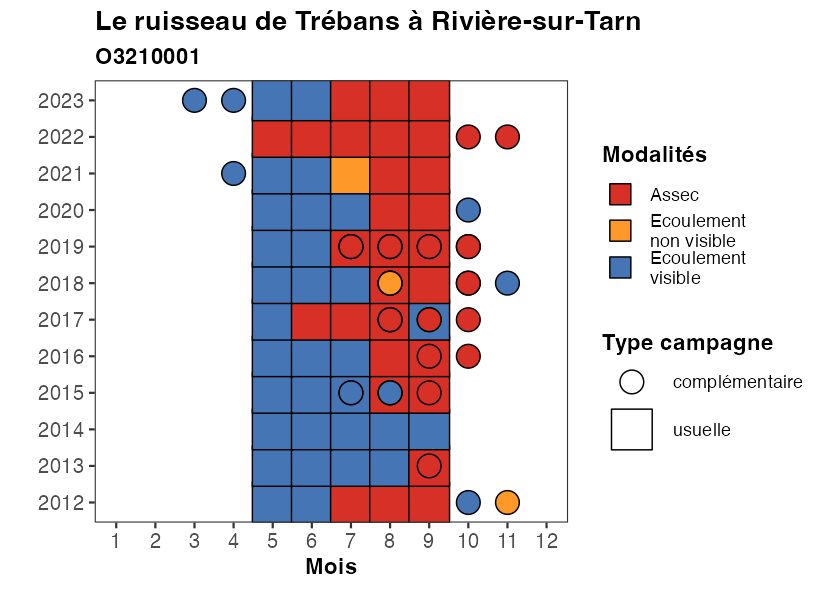 Le ruisseau de Trébans à Rivière-sur-Tarn
O3210001
2023
2022
2021
2020
2019
2018
2017
2016
2015
2014
2013
2012
1 2 3 4 5 6 7 8 9 10 11 12
Mois
Modalités
Assec
Ecoulement
non visible
Ecoulement
visible
Type campagne
complémentaire
usuelle